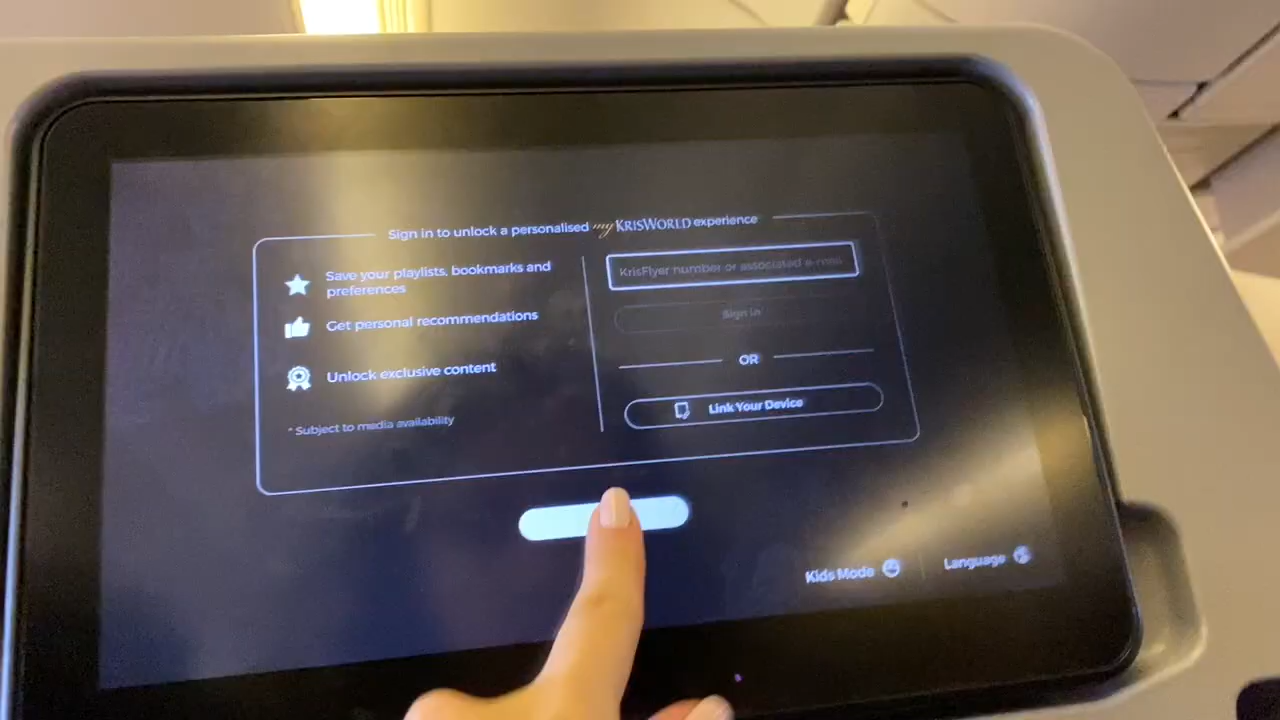 Sign in to unlock a personalised my KRISWORLD experience
Save your playlists, bookmarks and
preferences
Get personal recommendations
Unlock exclusive content
* Subject to media availability
KrisFlyer number or associated e-mail
Sign in
OR
Link Your Device
Kids Mode
Language